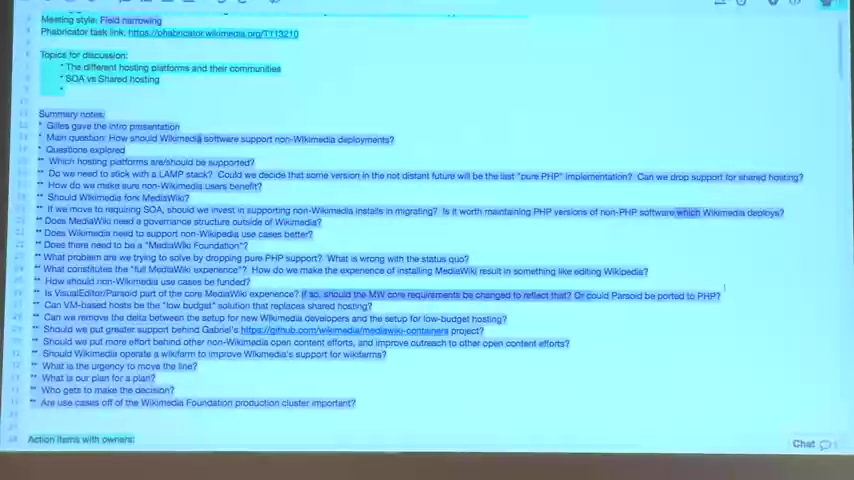 Meeting style: Field narrowing
Phabricator task link: https://phabricator.wikimedia.org/T113210
Topics for discussion:
* The different hosting platforms and their communities
* SOA vs Shared hosting
*
Summary notes:
* Gilles gave the intro presentation
* Main question: How should Wikimedia software support non-Wikimedia deployments?
* Questions explored
** Which hosting platforms are/should be supported?
** Do we need to stick with a LAMP stack? Could we decide that some version in the not distant future will be the last "pure PHP" implementation? Can we drop support for shared hosting?
** How do we make sure non-Wikimedia users benefit?
** Should Wikimedia fork MediaWiki?
** If we move to requiring SOA, should we invest in supporting non-Wikimedia installs in migrating? Is it worth maintaining PHP versions of non-PHP software which Wikimedia deploys?
** Does MediaWiki need a governance structure outside of Wikimedia?
** Does Wikimedia need to support non-Wikipedia use cases better?
** Does there need to be a "MediaWiki Foundation"?
** What problem are we trying to solve by dropping pure PHP support? What is wrong with the status quo?
** What constitutes the "full MediaWiki experience"? How do we make the experience of installing MediaWiki result in something like editing Wikipedia?
** How should non-Wikimedia use cases be funded?
** Is VisualEditor/Parsoid part of the core MediaWiki experience? If so, should the MW core requirements be changed to reflect that? Or could Parsoid be ported to PHP?
** Can VM-based hosts be the "low budget" solution that replaces shared hosting?
** Can we remove the delta between the setup for new Wikimedia developers and the setup for low-budget hosting?
** Should we put greater support behind Gabriel's https://github.com/wikimedia/mediawiki-containers project?
** Should we put more effort behind other non-Wikimedia open content efforts, and improve outreach to other open content efforts?
** Should Wikimedia operate a wikifarm to improve Wikimedia's support for wikifarms?
** What is the urgency to move the line?
** What is our plan for a plan?
** Who gets to make the decision?
** Are use cases off of the Wikimedia Foundation production cluster important?
Action items with owners:
Chat